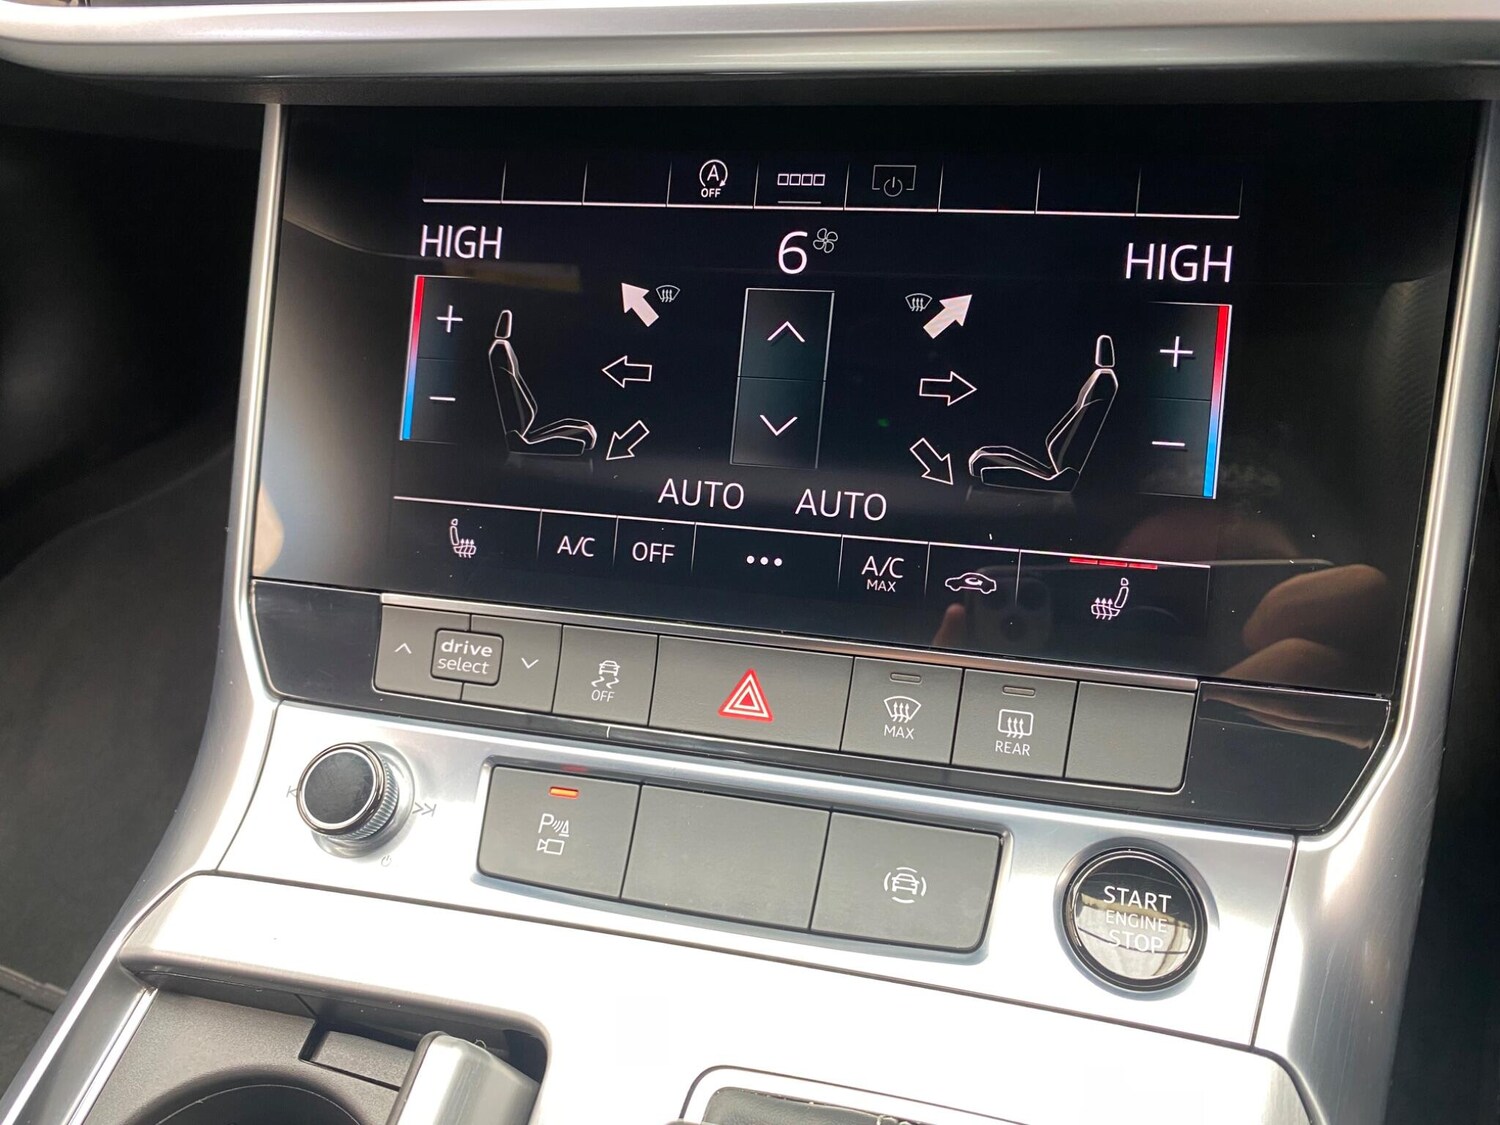 A
OFF
HIGH
6
HIGH
+
-
+
-
AUTO AUTO
A/C
OFF
•••
A/C
MAX
drive
select
OFF
MAX
REAR
P
START
ENGINE
STOP